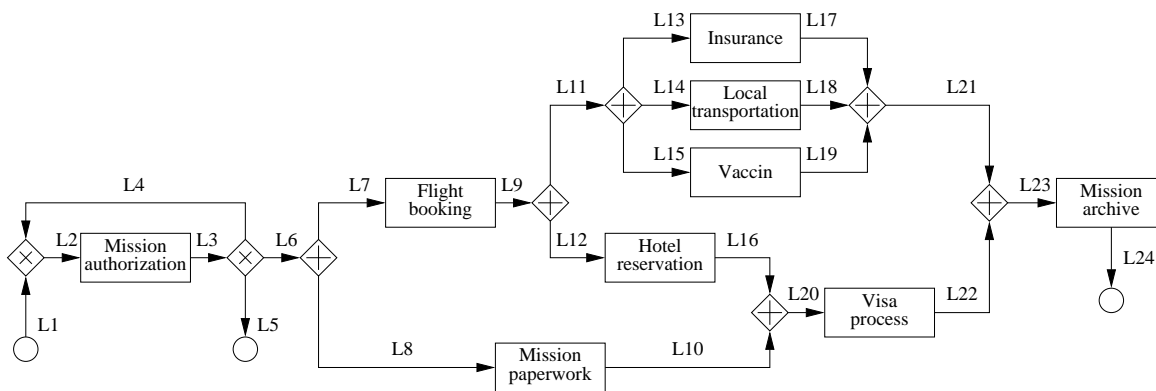 L13
Insurance
L17
L11
L14
Local
transportation
L18
L21
L15
Vaccin
L19
L4
L7
Flight
booking
L9
L23
Mission
archive
L2
Mission
authorization
L3
L6
L12
Hotel
reservation
L16
L24
L1
L5
L20
Visa
process
L22
L8
Mission
paperwork
L10